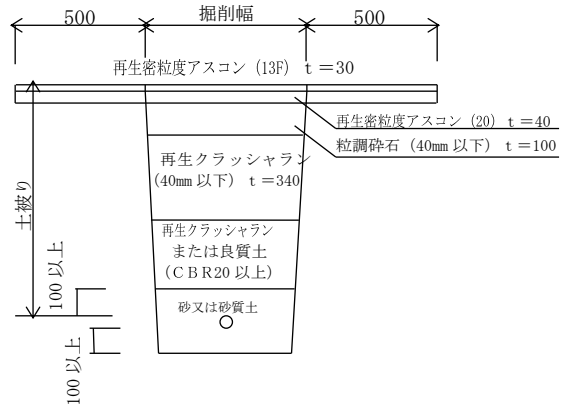 500 掘削幅 500
再生密粒度アスコン（13F） t＝30
再生密粒度アスコン（20） t＝40
粒調砕石（40mm 以下） t＝100
再生クラッシャラン
（40mm 以下） t＝340
土被り
再生クラッシャラン
または良質土
（ＣＢＲ20 以上）
100 以上
砂又は砂質土
100 以上